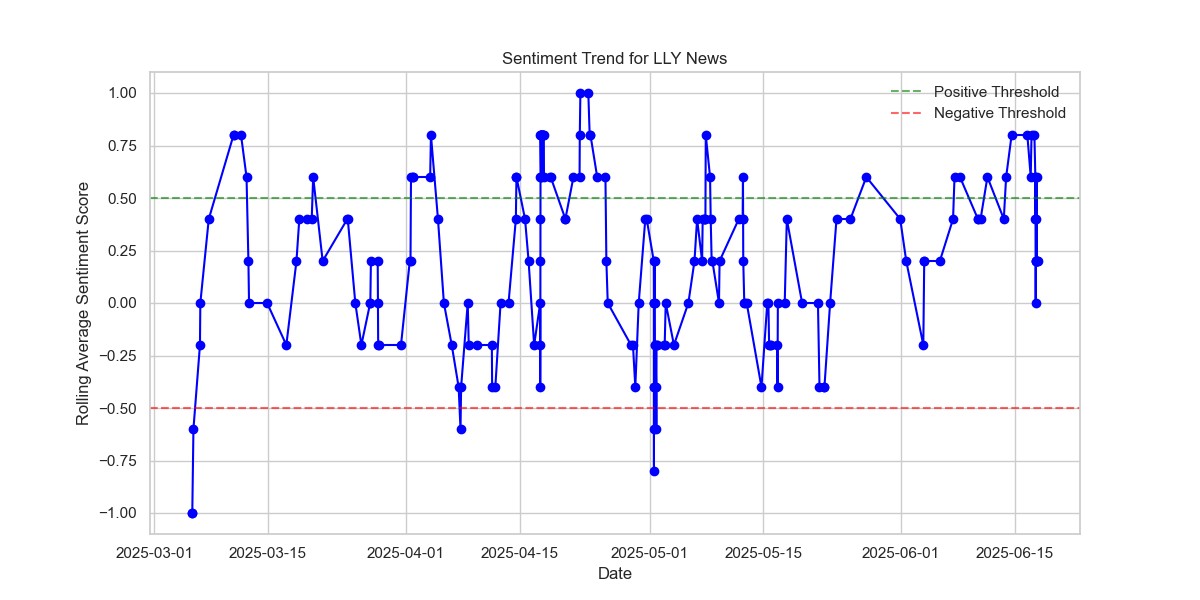 Sentiment Trend for LLY News
Positive Threshold
Negative Threshold
Rolling Average Sentiment Score
1.00
0.75
0.50
0.25
0.00
−0.25
−0.50
−0.75
−1.00
2025-03-01 2025-03-15 2025-04-01 2025-04-15 2025-05-01 2025-05-15 2025-06-01 2025-06-15
Date